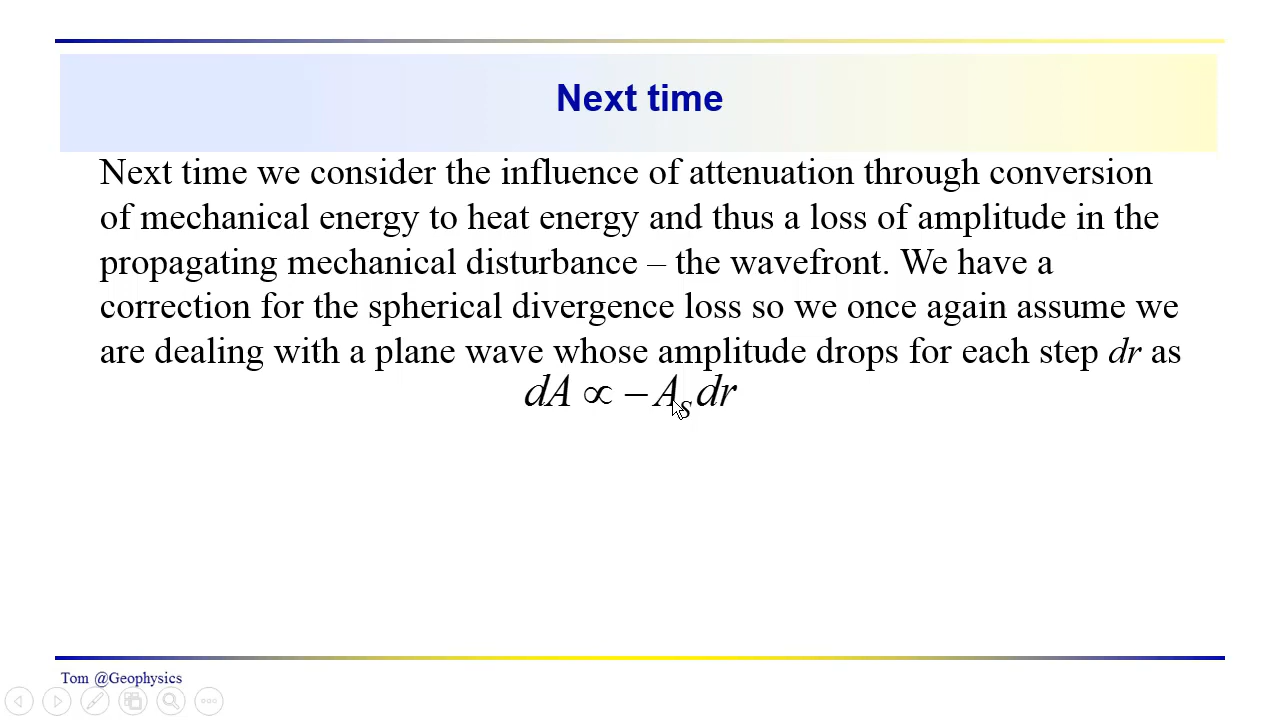 Next time
Next time we consider the influence of attenuation through conversion
of mechanical energy to heat energy and thus a loss of amplitude in the
propagating mechanical disturbance – the wavefront. We have a
correction for the spherical divergence loss so we once again assume we
are dealing with a plane wave whose amplitude drops for each step dr as
dA ∝ – A_s dr
Tom @Geophysics